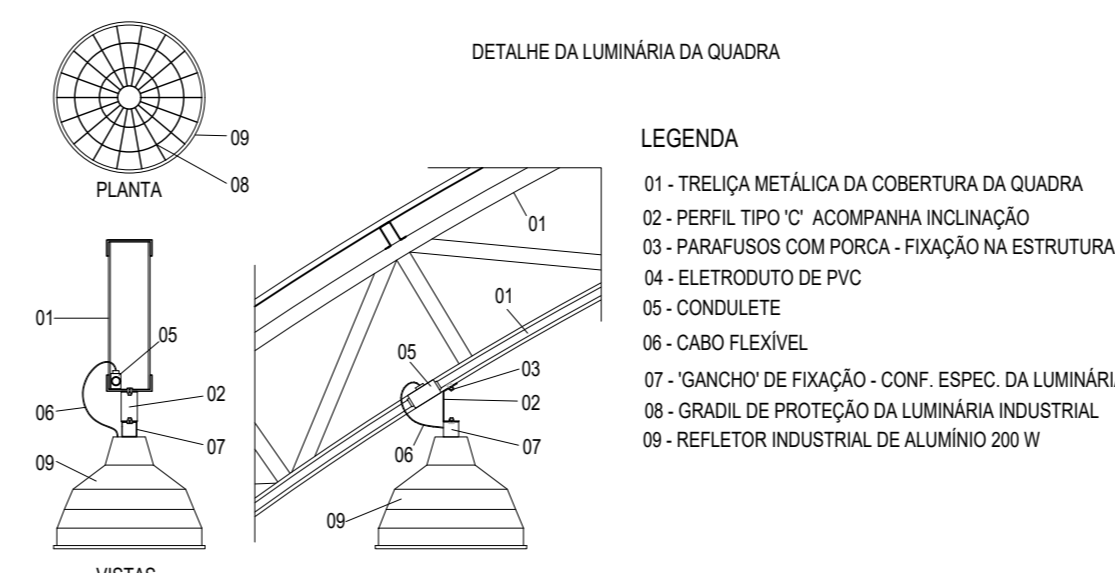 DETALHE DA LUMINÁRIA DA QUADRA
09
08
PLANTA
01
05
02
06
07
09
VISTAS
01
01
05
03
02
06
07
09
LEGENDA
01 - TRELIÇA METÁLICA DA COBERTURA DA QUADRA
02 - PERFIL TIPO 'C' ACOMPANHA INCLINAÇÃO
03 - PARAFUSOS COM PORCA - FIXAÇÃO NA ESTRUTURA
04 - ELETRODUTO DE PVC
05 - CONDULETE
06 - CABO FLEXÍVEL
07 - 'GANCHO' DE FIXAÇÃO - CONF. ESPEC. DA LUMINÁRIA
08 - GRADIL DE PROTEÇÃO DA LUMINÁRIA INDUSTRIAL
09 - REFLETOR INDUSTRIAL DE ALUMÍNIO 200 W